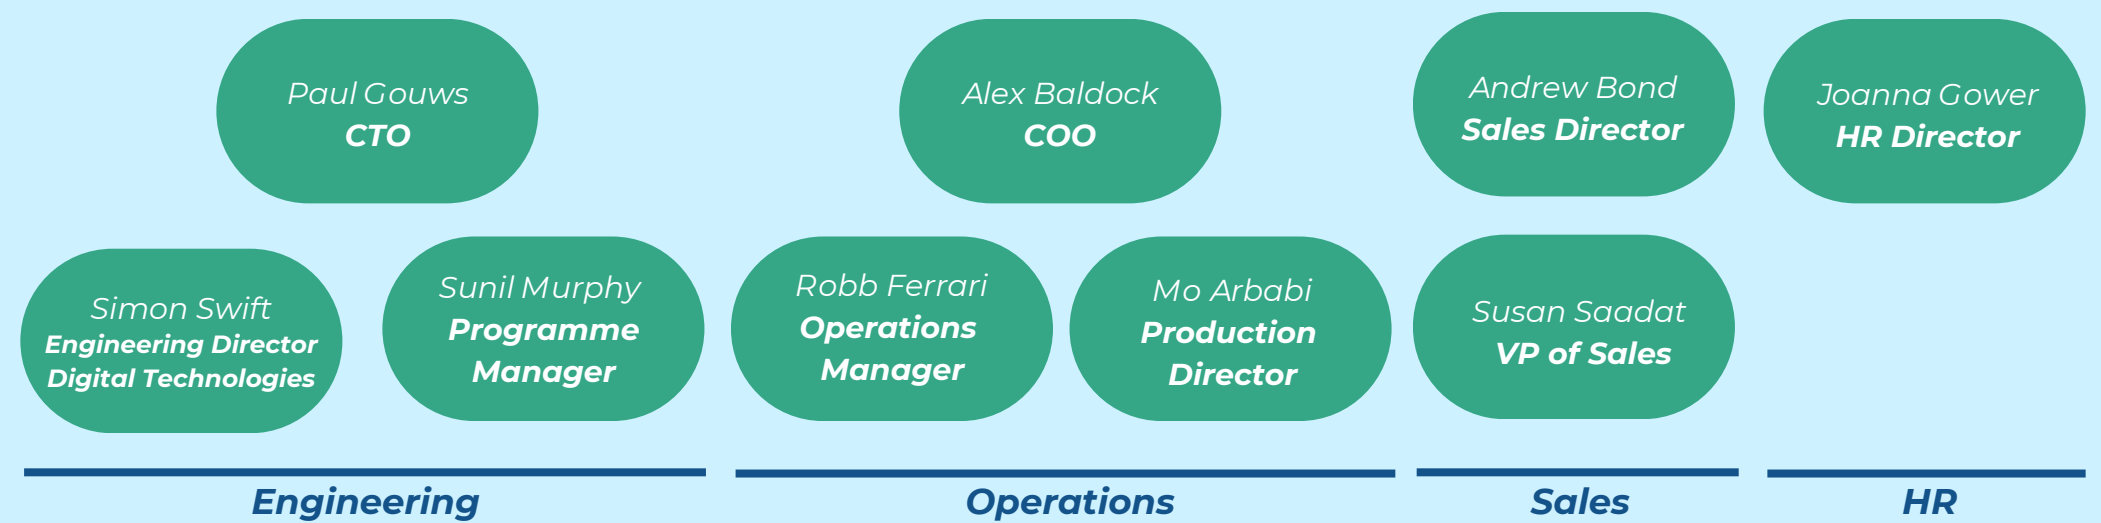 Paul Gouws
CTO
Alex Baldock
COO
Andrew Bond
Sales Director
Joanna Gower
HR Director
Simon Swift
Engineering Director
Digital Technologies
Sunil Murphy
Programme
Manager
Robb Ferrari
Operations
Manager
Mo Arbabi
Production
Director
Susan Saadat
VP of Sales
Engineering
Operations
Sales
HR